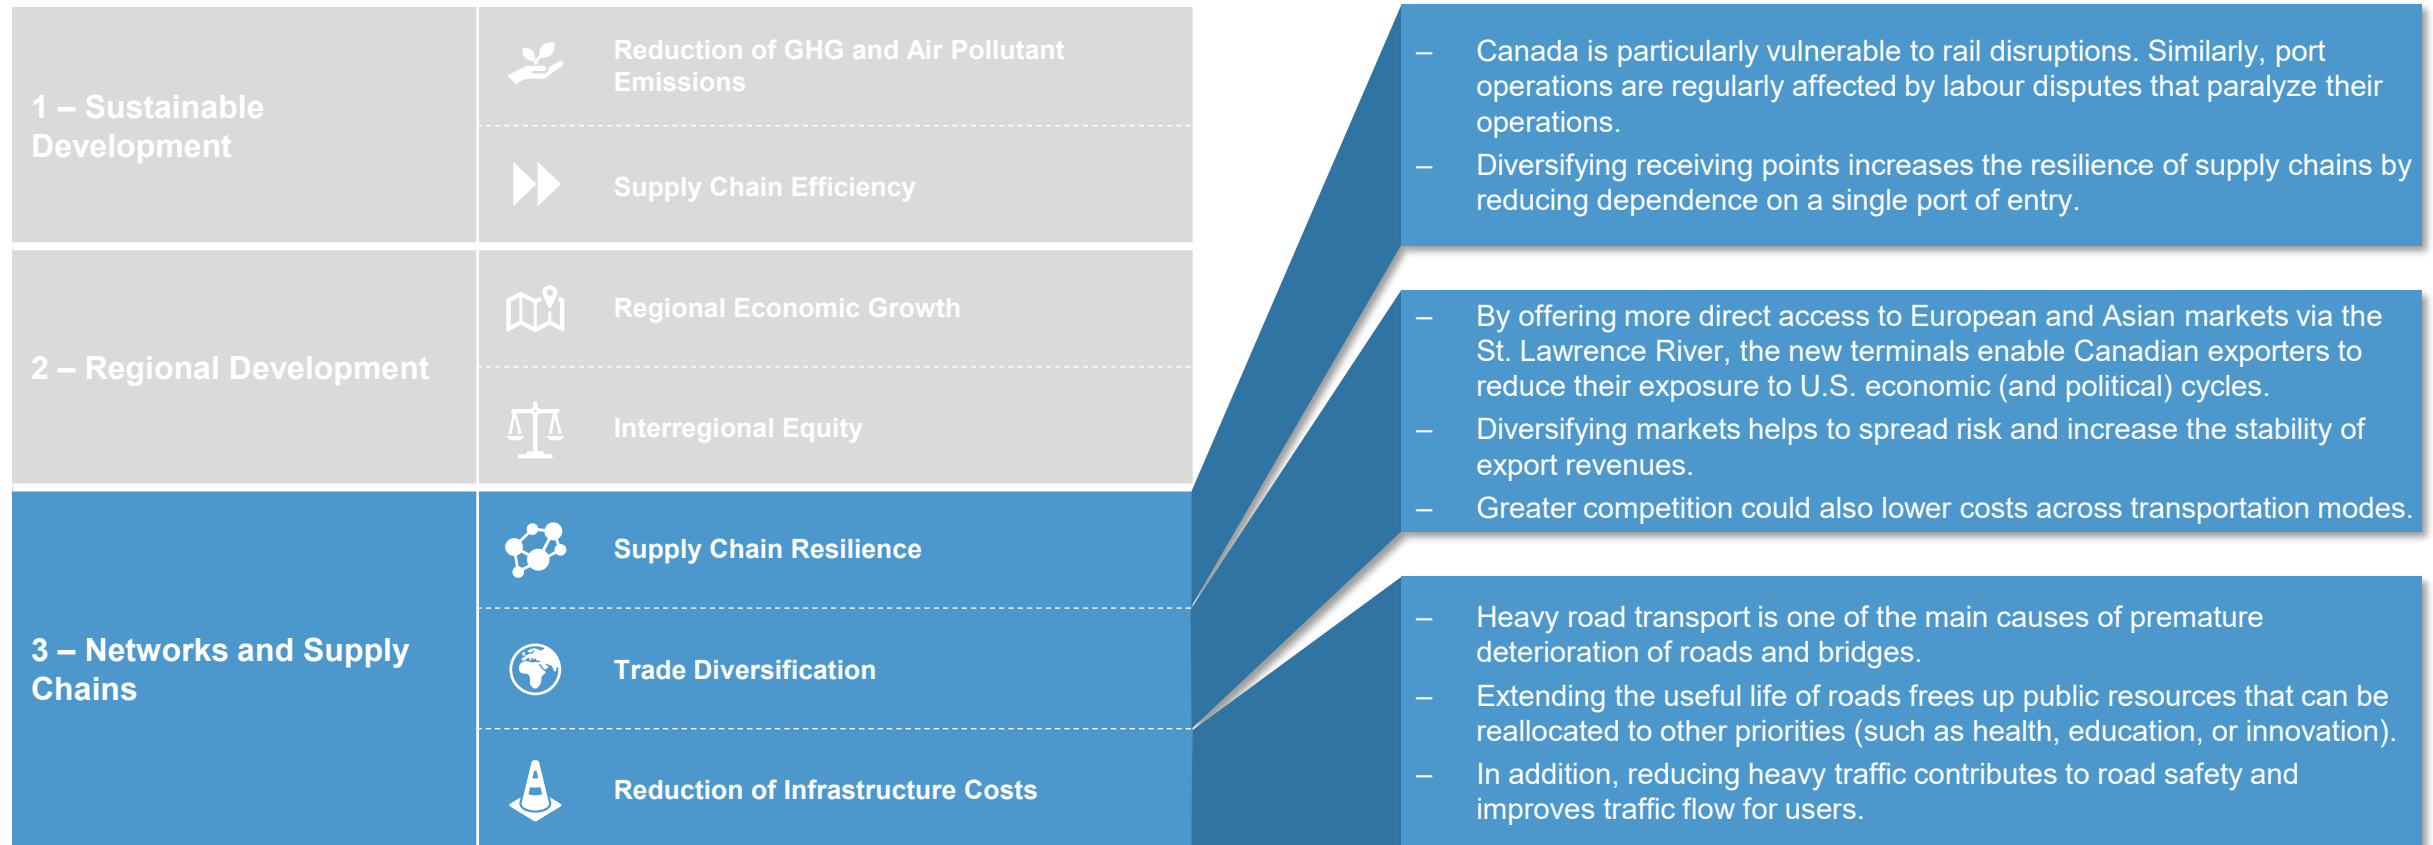 1 – Sustainable
Development
Reduction of GHG and Air Pollutant
Emissions
Supply Chain Efficiency
2 – Regional Development
Regional Economic Growth
Interregional Equity
3 – Networks and Supply
Chains
Supply Chain Resilience
Trade Diversification
Reduction of Infrastructure Costs
– Canada is particularly vulnerable to rail disruptions. Similarly, port
operations are regularly affected by labour disputes that paralyze their
operations.
– Diversifying receiving points increases the resilience of supply chains by
reducing dependence on a single port of entry.
– By offering more direct access to European and Asian markets via the
St. Lawrence River, the new terminals enable Canadian exporters to
reduce their exposure to U.S. economic (and political) cycles.
– Diversifying markets helps to spread risk and increase the stability of
export revenues.
– Greater competition could also lower costs across transportation modes.
– Heavy road transport is one of the main causes of premature
deterioration of roads and bridges.
– Extending the useful life of roads frees up public resources that can be
reallocated to other priorities (such as health, education, or innovation).
– In addition, reducing heavy traffic contributes to road safety and
improves traffic flow for users.